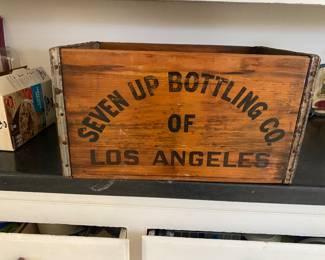 SEVEN UP BOTTLING CO.
OF
LOS ANGELES